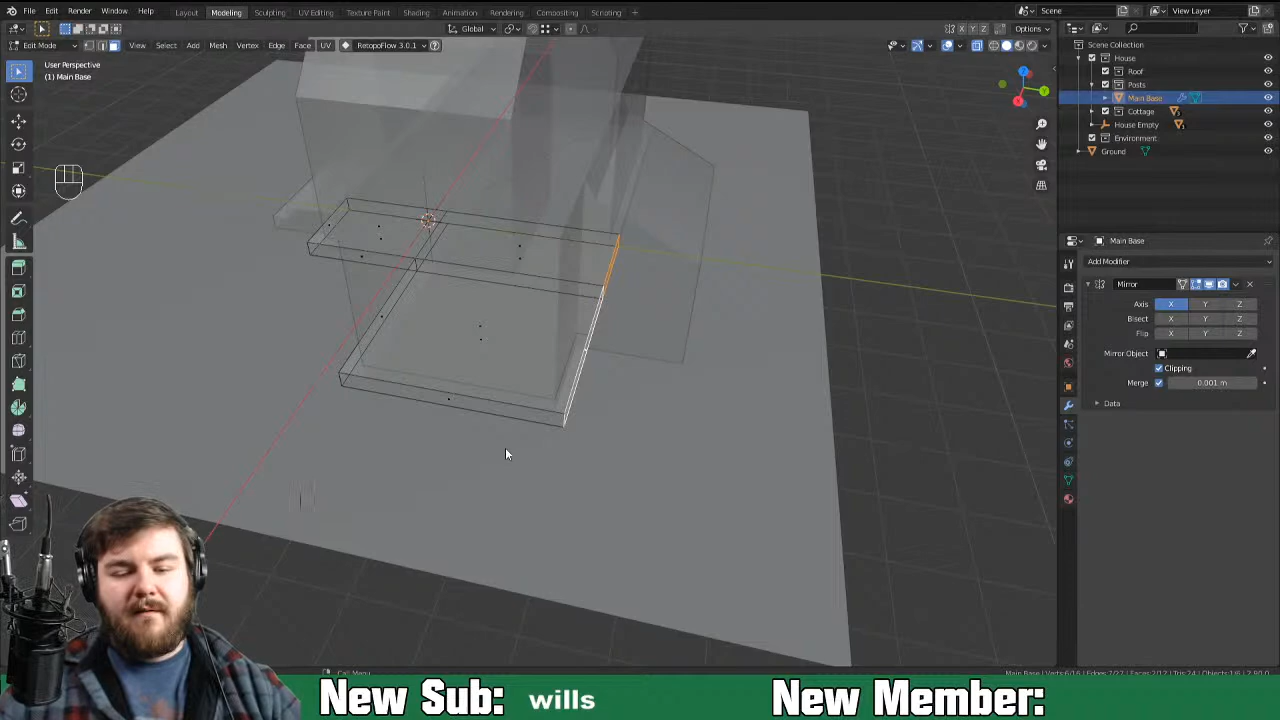 File Edit Render Window Help Layout Modeling Sculpting UV Editing Texture Paint Shading Animation Rendering Compositing Scripting + Scene View Layer
Global Options
Edit Mode View Select Add Mesh Vertex Edge Face UV RetopoFlow 3.0.1 X Y Z
User Perspective
(1) Main Base
Scene Collection
House
Roof
Posts
Main Base
Cottage
House Empty
Environment
Ground
Main Base
Add Modifier
Mirror
Axis X Y Z
Bisect X Y Z
Flip X Y Z
Mirror Object
Clipping
Merge 0.001 m
Data
Call Menu
New Sub: wills New Member: